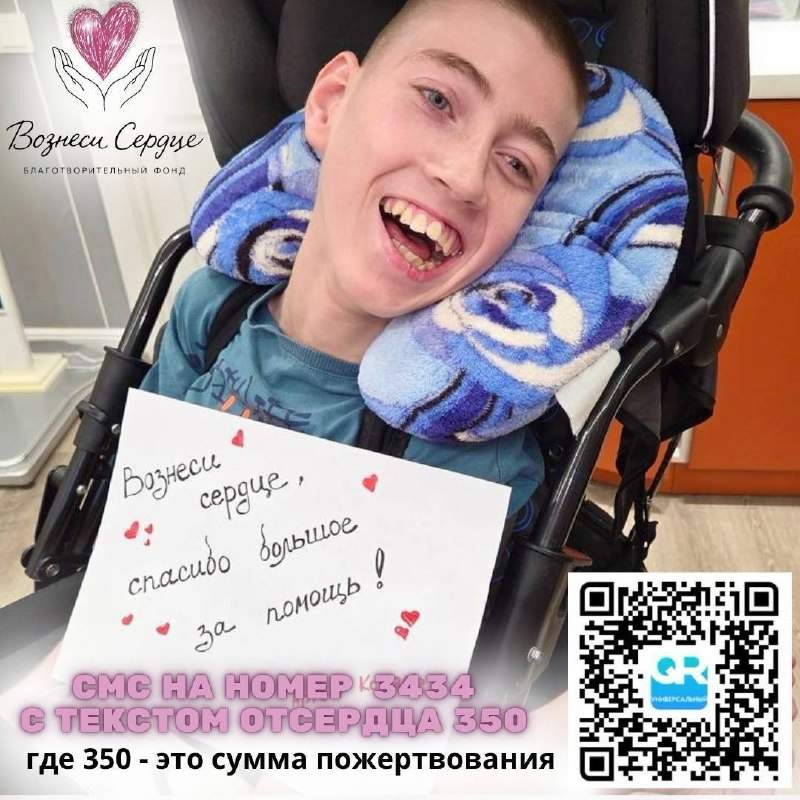 Вознеси Сердце
БЛАГОТВОРИТЕЛЬНЫЙ ФОНД
Вознеси
сердце,
спасибо большое
за помощь!
СМС НА НОМЕР 3434
С ТЕКСТОМ ОТСЕРДЦА 350
где 350 - это сумма пожертвования
QR
УНИВЕРСАЛЬНЫЙ